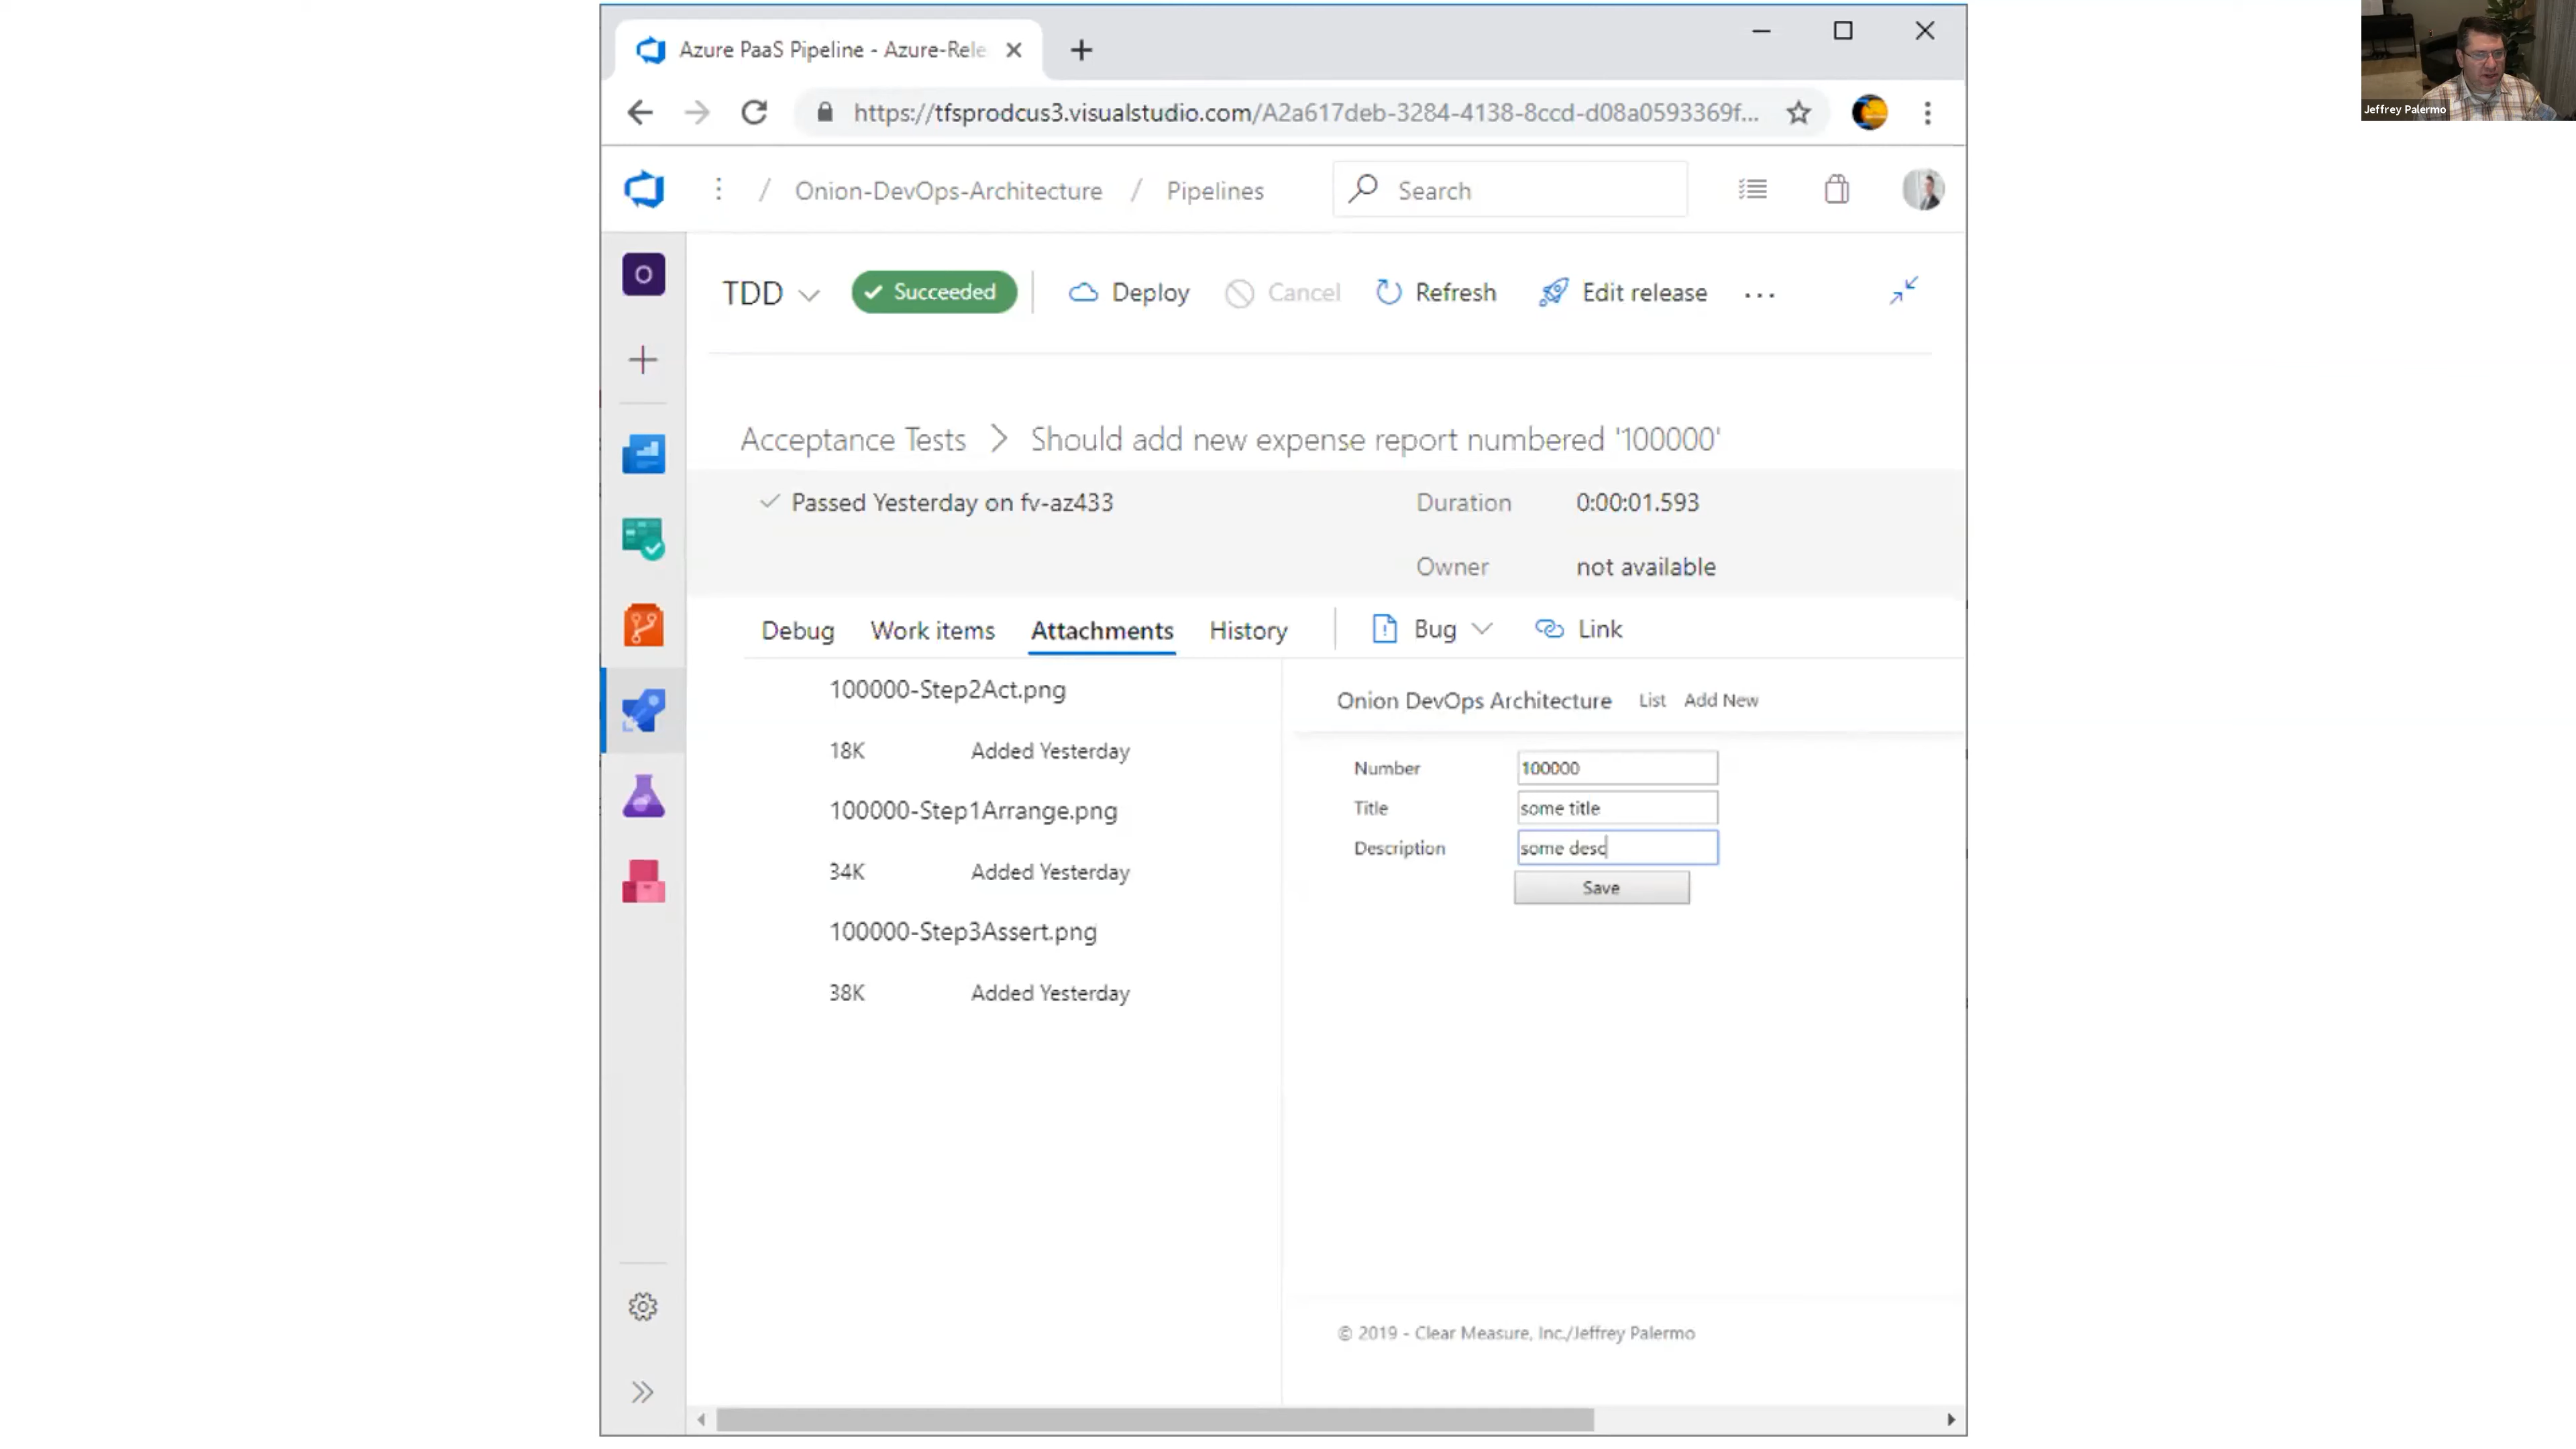 Azure PaaS Pipeline - Azure-Rele
Jeffrey Palermo
https://tfsprodcus3.visualstudio.com/A2a617deb-3284-4138-8ccd-d08a0593369f...
/ Onion-DevOps-Architecture / Pipelines
Search
O
TDD
Succeeded
Deploy
Cancel
Refresh
Edit release
Acceptance Tests > Should add new expense report numbered '100000'
Passed Yesterday on fv-az433
Duration 0:00:01.593
Owner not available
Debug Work items Attachments History
Bug
Link
100000-Step2Act.png
18K Added Yesterday
100000-Step1Arrange.png
34K Added Yesterday
100000-Step3Assert.png
38K Added Yesterday
Onion DevOps Architecture List Add New
Number 100000
Title some title
Description some desc
Save
© 2019 - Clear Measure, Inc./Jeffrey Palermo